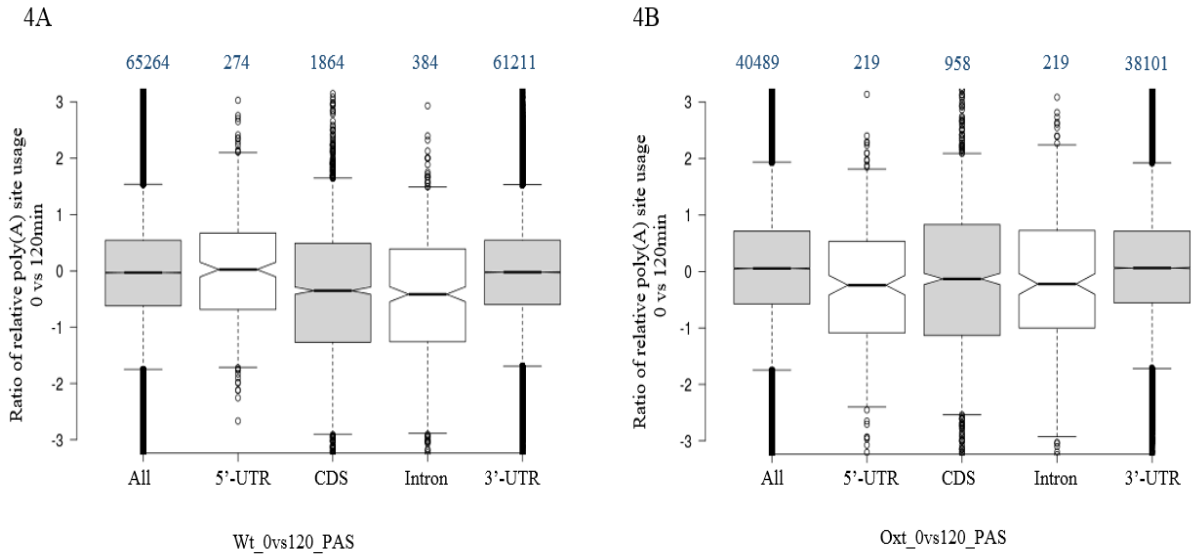 4A
65264 274 1864 384 61211
Ratio of relative poly(A) site usage
0 vs 120min
3
2
1
0
-1
-2
-3
All 5’-UTR CDS Intron 3’-UTR
Wt_0vs120_PAS
4B
40489 219 958 219 38101
Ratio of relative poly(A) site usage
0 vs 120min
3
2
1
0
-1
-2
-3
All 5’-UTR CDS Intron 3’-UTR
Oxt_0vs120_PAS